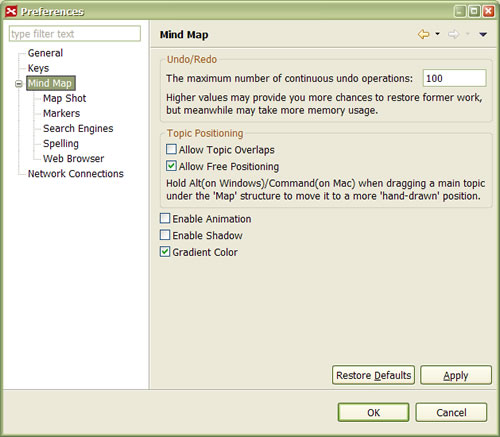 Preferences
type filter text
General
Keys
Mind Map
Map Shot
Markers
Search Engines
Spelling
Web Browser
Network Connections
Mind Map
Undo/Redo
The maximum number of continuous undo operations: 100
Higher values may provide you more chances to restore former work,
but meanwhile may take more memory usage.
Topic Positioning
Allow Topic Overlaps
Allow Free Positioning
Hold Alt(on Windows)/Command(on Mac) when dragging a main topic
under the 'Map' structure to move it to a more 'hand-drawn' position.
Enable Animation
Enable Shadow
Gradient Color
Restore Defaults Apply
OK Cancel